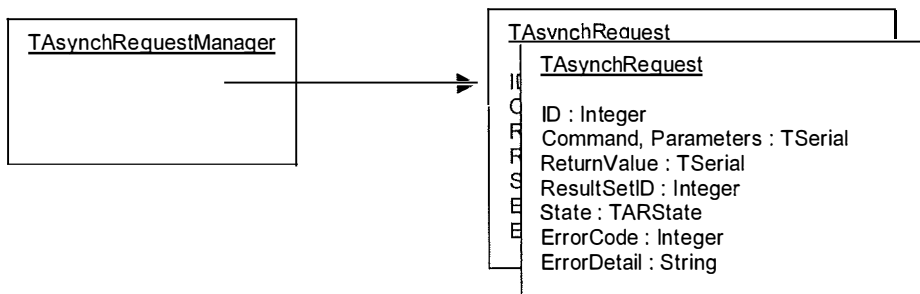 TAsynchRequestManager
TAsynchRequest
TAsynchRequest
ID : Integer
Command, Parameters : TSerial
ReturnValue : TSerial
ResultSetID : Integer
State : TARState
ErrorCode : Integer
ErrorDetail : String